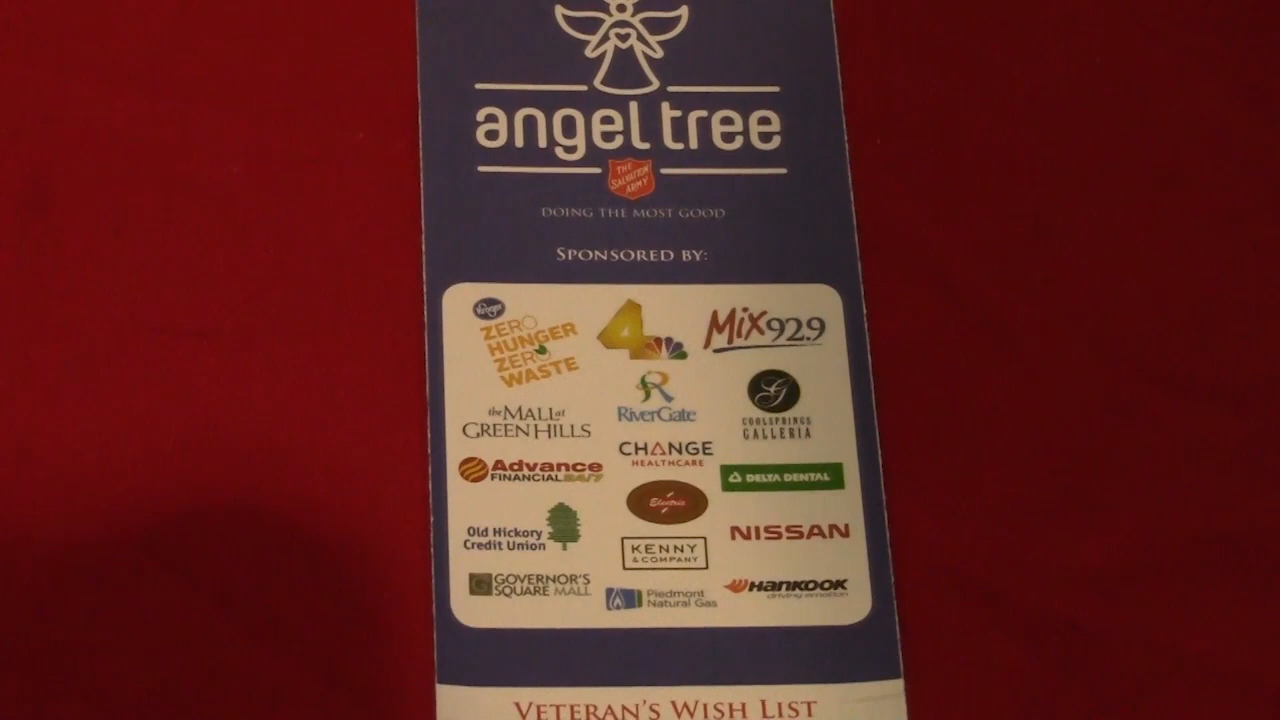 angel tree
THE
SALVATION
ARMY
DOING THE MOST GOOD
SPONSORED BY:
Kroger
ZERO
HUNGER
ZERO
WASTE
4
Mix 92.9
the MALL at
GREEN HILLS
RiverGate
G
COOLSPRINGS
GALLERIA
CHANGE
HEALTHCARE
Advance
FINANCIAL 24/7
DELTA DENTAL
Old Hickory
Credit Union
NISSAN
KENNY
& COMPANY
GOVERNOR'S
SQUARE MALL
Piedmont
Natural Gas
HANKOOK
driving emotion
VETERAN'S WISH LIST